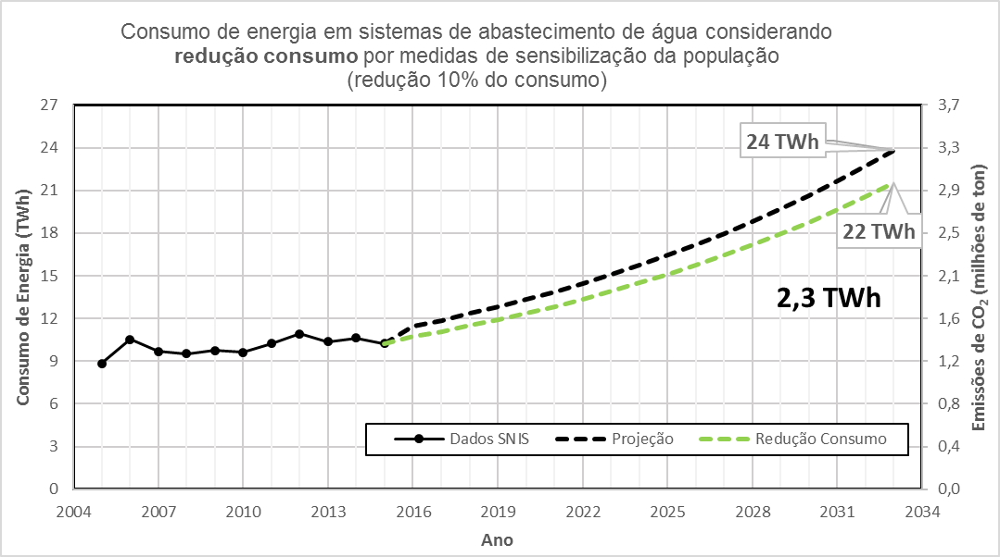 Consumo de energia em sistemas de abastecimento de água considerando
redução consumo por medidas de sensibilização da população
(redução 10% do consumo)
Consumo de Energia (TWh)
27
24
21
18
15
12
9
6
3
0
3,7
3,3
2,9
2,5
2,1
1,6
1,2
0,8
0,4
0,0
Emissões de CO₂ (milhões de ton)
24 TWh
22 TWh
2,3 TWh
Dados SNIS
Projeção
Redução Consumo
2004 2007 2010 2013 2016 2019 2022 2025 2028 2031 2034
Ano